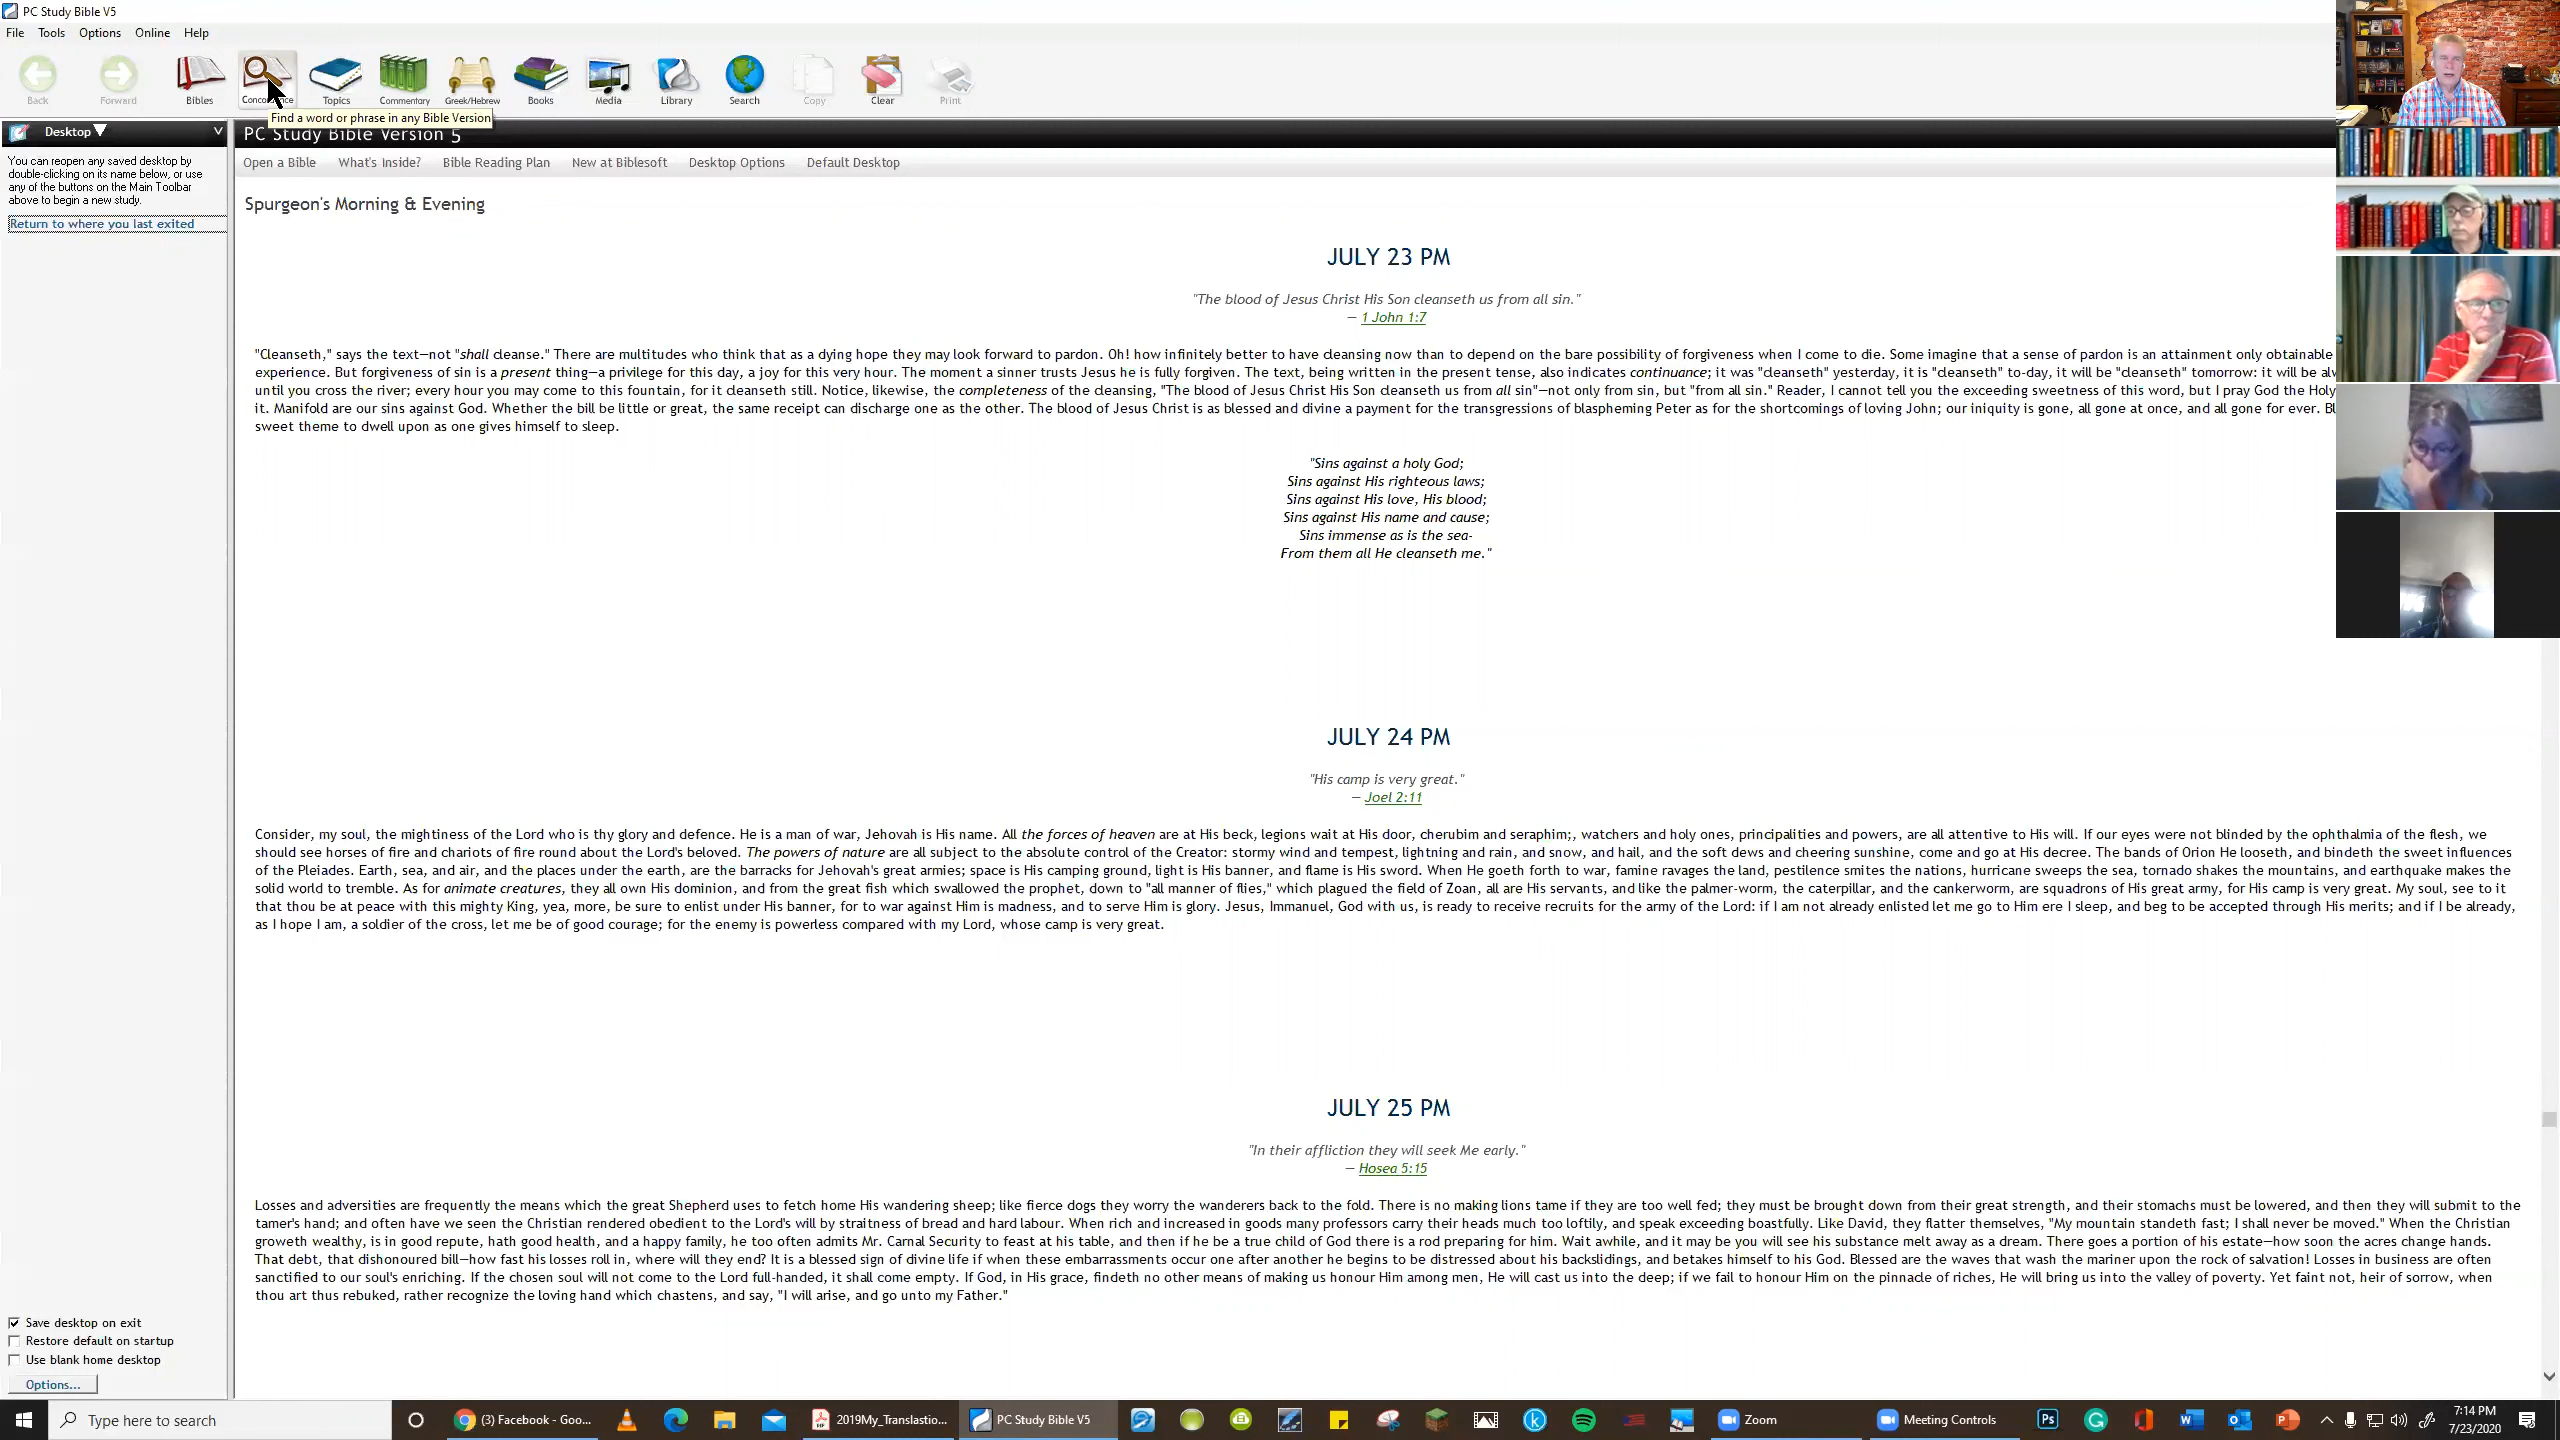 PC Study Bible V5
File Tools Options Online Help
Back Forward Bibles Topics Commentary Greek/Hebrew Books Media Library Search Copy Clear Print
Find a word or phrase in any Bible Version
Desktop
PC Study Bible Version 5
You can reopen any saved desktop by
double-clicking on its name below, or use
any of the buttons on the Main Toolbar
above to begin a new study.
Return to where you last exited
Open a Bible What's Inside? Bible Reading Plan New at Biblesoft Desktop Options Default Desktop
Spurgeon's Morning & Evening
JULY 23 PM
"The blood of Jesus Christ His Son cleanseth us from all sin."
— 1 John 1:7
"Cleanseth," says the text—not "shall cleanse." There are multitudes who think that as a dying hope they may look forward to pardon. Oh! how infinitely better to have cleansing now than to depend on the bare possibility of forgiveness when I come to die. Some imagine that a sense of pardon is an attainment only obtainable
experience. But forgiveness of sin is a present thing—a privilege for this day, a joy for this very hour. The moment a sinner trusts Jesus he is fully forgiven. The text, being written in the present tense, also indicates continuance; it was "cleanseth" yesterday, it is "cleanseth" to-day, it will be "cleanseth" tomorrow: it will be
until you cross the river; every hour you may come to this fountain, for it cleanseth still. Notice, likewise, the completeness of the cleansing, "The blood of Jesus Christ His Son cleanseth us from all sin"—not only from sin, but "from all sin." Reader, I cannot tell you the exceeding sweetness of this word, but I pray God the Holy
it. Manifold are our sins against God. Whether the bill be little or great, the same receipt can discharge one as the other. The blood of Jesus Christ is as blessed and divine a payment for the transgressions of blaspheming Peter as for the shortcomings of loving John; our iniquity is gone, all gone at once, and all gone for ever.
sweet theme to dwell upon as one gives himself to sleep.
"Sins against a holy God;
Sins against His righteous laws;
Sins against His love, His blood;
Sins against His name and cause;
Sins immense as is the sea-
From them all He cleanseth me."
JULY 24 PM
"His camp is very great."
— Joel 2:11
Consider, my soul, the mightiness of the Lord who is thy glory and defence. He is a man of war, Jehovah is His name. All the forces of heaven are at His beck, legions wait at His door, cherubim and seraphim;, watchers and holy ones, principalities and powers, are all attentive to His will. If our eyes were not blinded by the ophthalmia of the flesh, we
should see horses of fire and chariots of fire round about the Lord's beloved. The powers of nature are all subject to the absolute control of the Creator: stormy wind and tempest, lightning and rain, and snow, and hail, and the soft dews and cheering sunshine, come and go at His decree. The bands of Orion He looseth, and bindeth the sweet influences
of the Pleiades. Earth, sea, and air, and the places under the earth, are the barracks for Jehovah's great armies; space is His camping ground, light is His banner, and flame is His sword. When He goeth forth to war, famine ravages the land, pestilence smites the nations, hurricane sweeps the sea, tornado shakes the mountains, and earthquake makes the
solid world to tremble. As for animate creatures, they all own His dominion, and from the great fish which swallowed the prophet, down to "all manner of flies," which plagued the field of Zoan, all are His servants, and like the palmer-worm, the caterpillar, and the cankerworm, are squadrons of His great army, for His camp is very great. My soul, see to it
that thou be at peace with this mighty King, yea, more, be sure to enlist under His banner, for to war against Him is madness, and to serve Him is glory. Jesus, Immanuel, God with us, is ready to receive recruits for the army of the Lord: if I am not already enlisted let me go to Him ere I sleep, and beg to be accepted through His merits; and if I be already,
as I hope I am, a soldier of the cross, let me be of good courage; for the enemy is powerless compared with my Lord, whose camp is very great.
JULY 25 PM
"In their affliction they will seek Me early."
— Hosea 5:15
Losses and adversities are frequently the means which the great Shepherd uses to fetch home His wandering sheep; like fierce dogs they worry the wanderers back to the fold. There is no making lions tame if they are too well fed; they must be brought down from their great strength, and their stomachs must be lowered, and then they will submit to the
tamer's hand; and often have we seen the Christian rendered obedient to the Lord's will by straitness of bread and hard labour. When rich and increased in goods many professors carry their heads much too loftily, and speak exceeding boastfully. Like David, they flatter themselves, "My mountain standeth fast; I shall never be moved." When the Christian
groweth wealthy, is in good repute, hath good health, and a happy family, he too often admits Mr. Carnal Security to feast at his table, and then if he be a true child of God there is a rod preparing for him. Wait awhile, and it may be you will see his substance melt away as a dream. There goes a portion of his estate—how soon the acres change hands.
That debt, that dishonoured bill—how fast his losses roll in, where will they end? It is a blessed sign of divine life if when these embarrassments occur one after another he begins to be distressed about his backslidings, and betakes himself to his God. Blessed are the waves that wash the mariner upon the rock of salvation! Losses in business are often
sanctified to our soul's enriching. If the chosen soul will not come to the Lord full-handed, it shall come empty. If God, in His grace, findeth no other means of making us honour Him among men, He will cast us into the deep; if we fail to honour Him on the pinnacle of riches, He will bring us into the valley of poverty. Yet faint not, heir of sorrow, when
thou art thus rebuked, rather recognize the loving hand which chastens, and say, "I will arise, and go unto my Father."
Save desktop on exit
Restore default on startup
Use blank home desktop
Options...
Type here to search
(3) Facebook - Goo...
2019My_Translastio...
PC Study Bible V5
Zoom
Meeting Controls
Ps
7:14 PM
7/23/2020